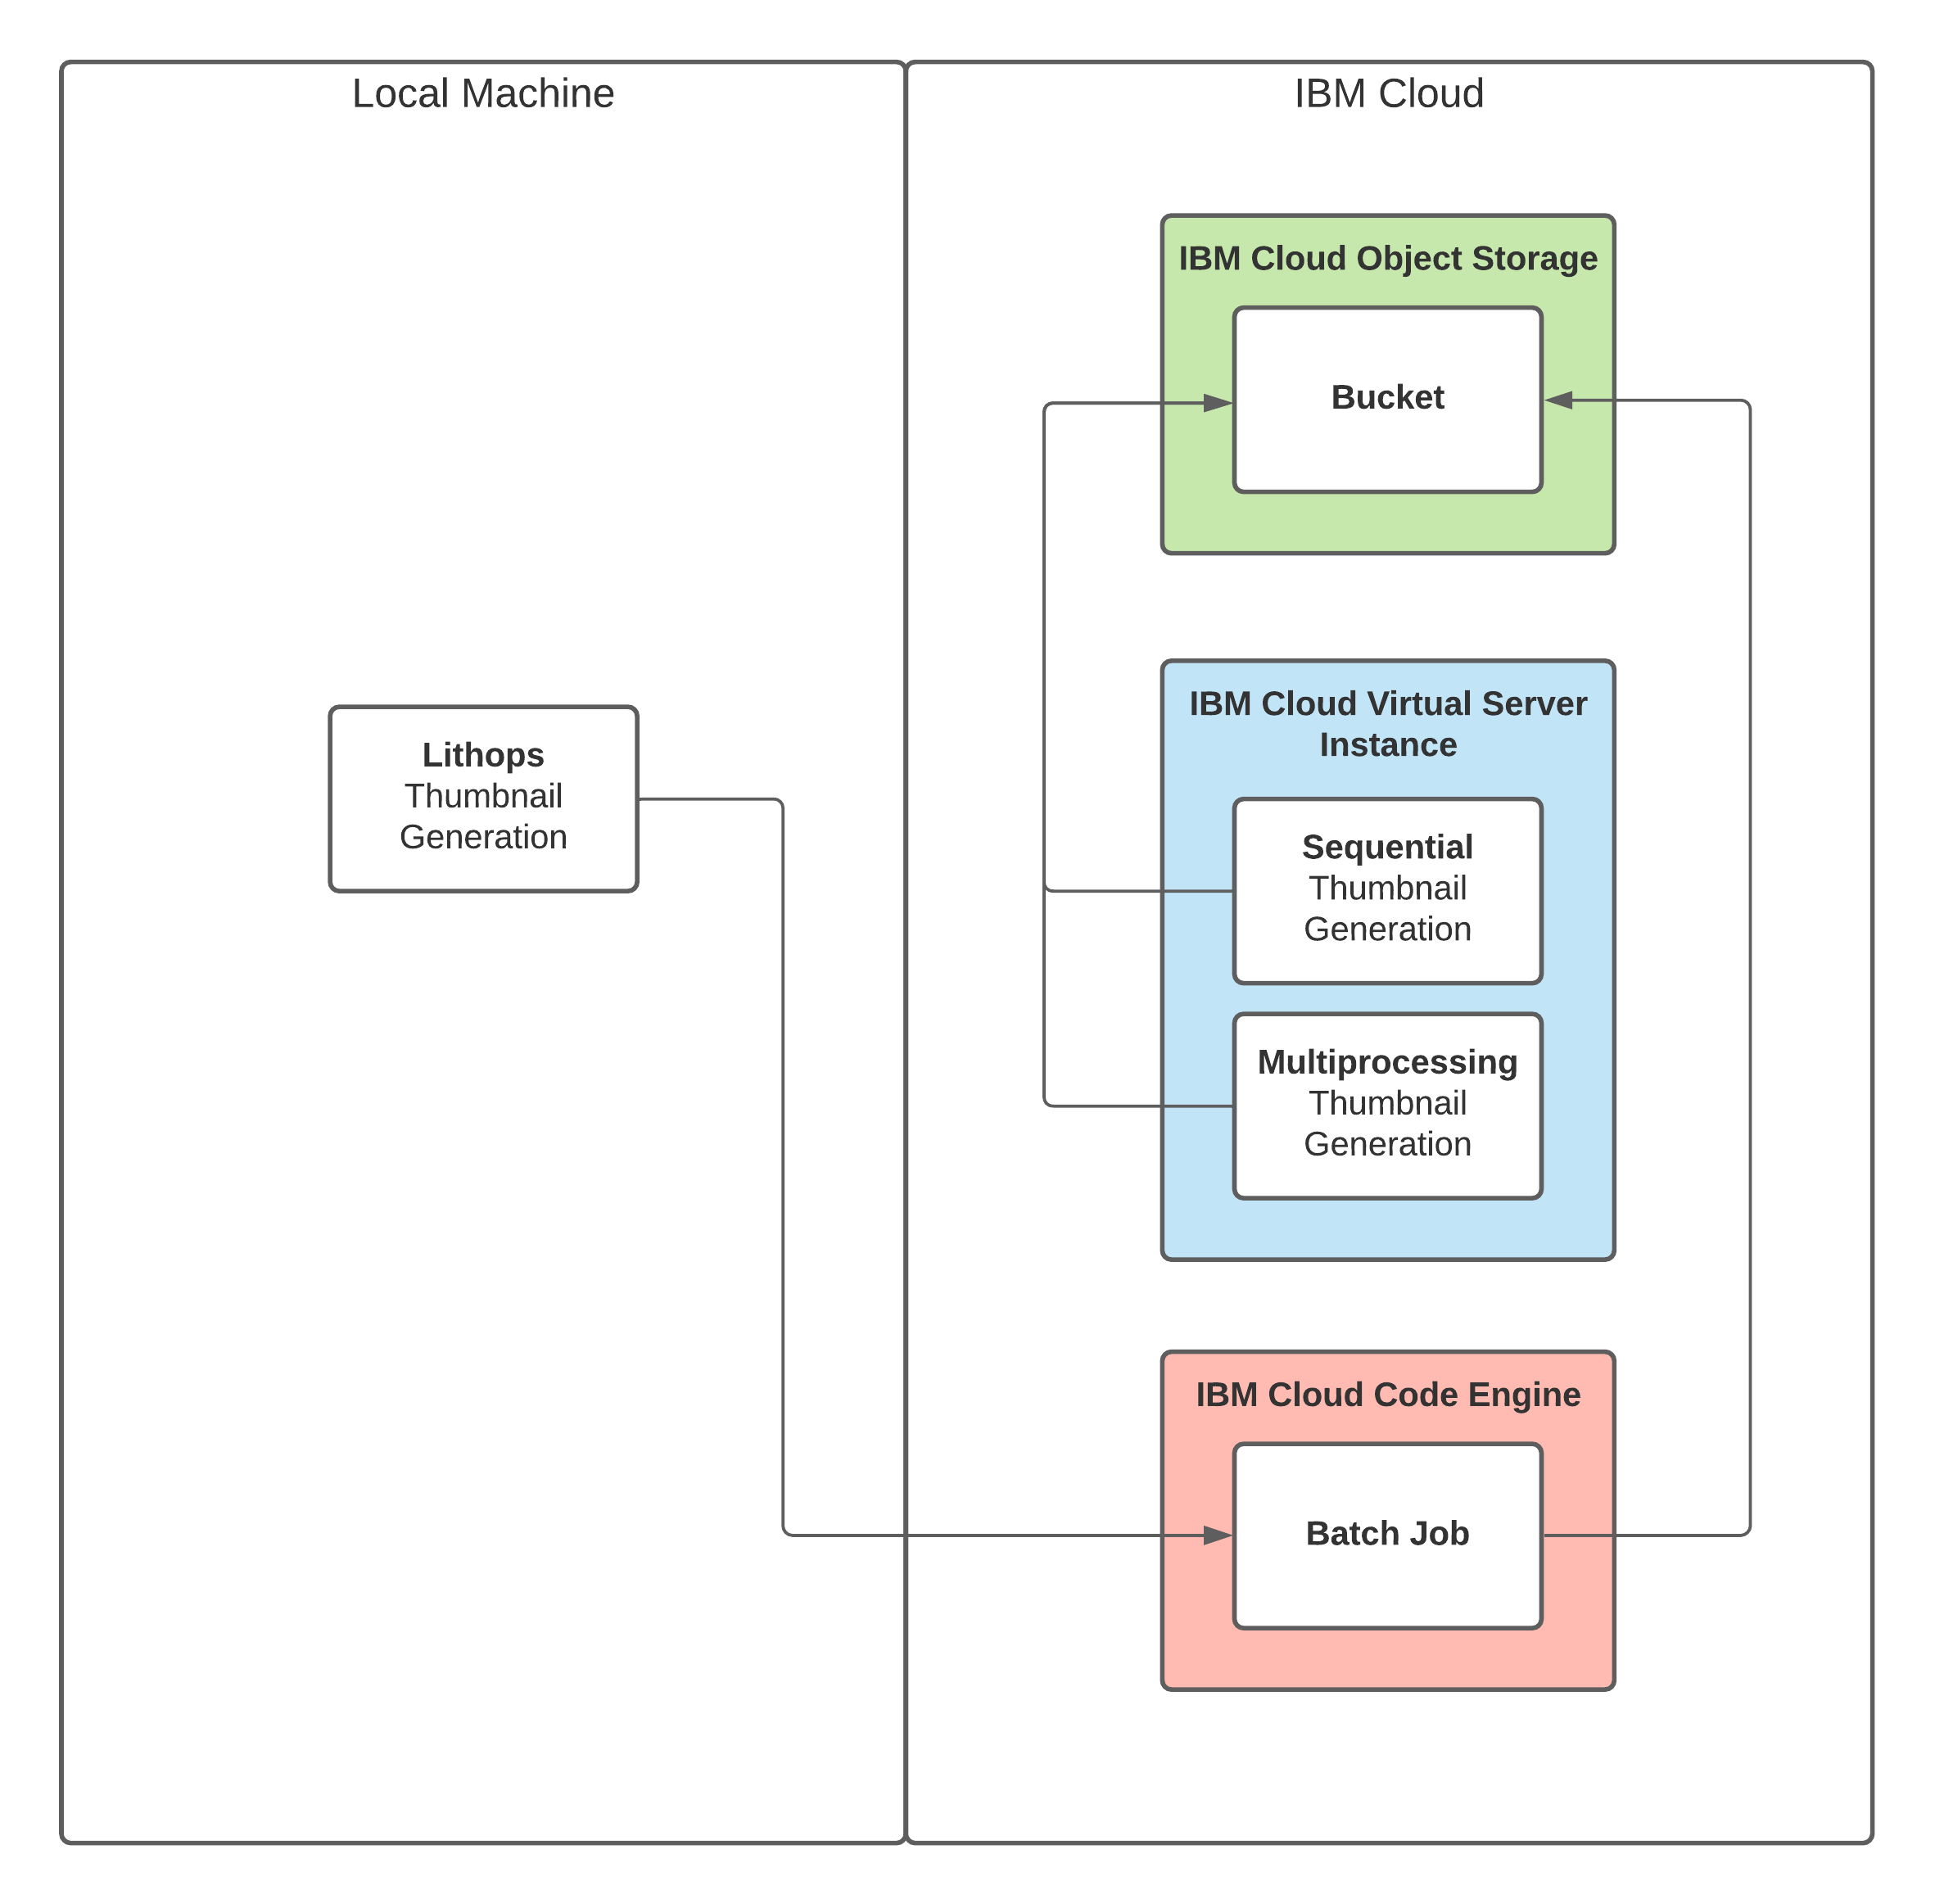 Local Machine
IBM Cloud
IBM Cloud Object Storage
Bucket
IBM Cloud Virtual Server
Instance
Lithops
Thumbnail
Generation
Sequential
Thumbnail
Generation
Multiprocessing
Thumbnail
Generation
IBM Cloud Code Engine
Batch Job